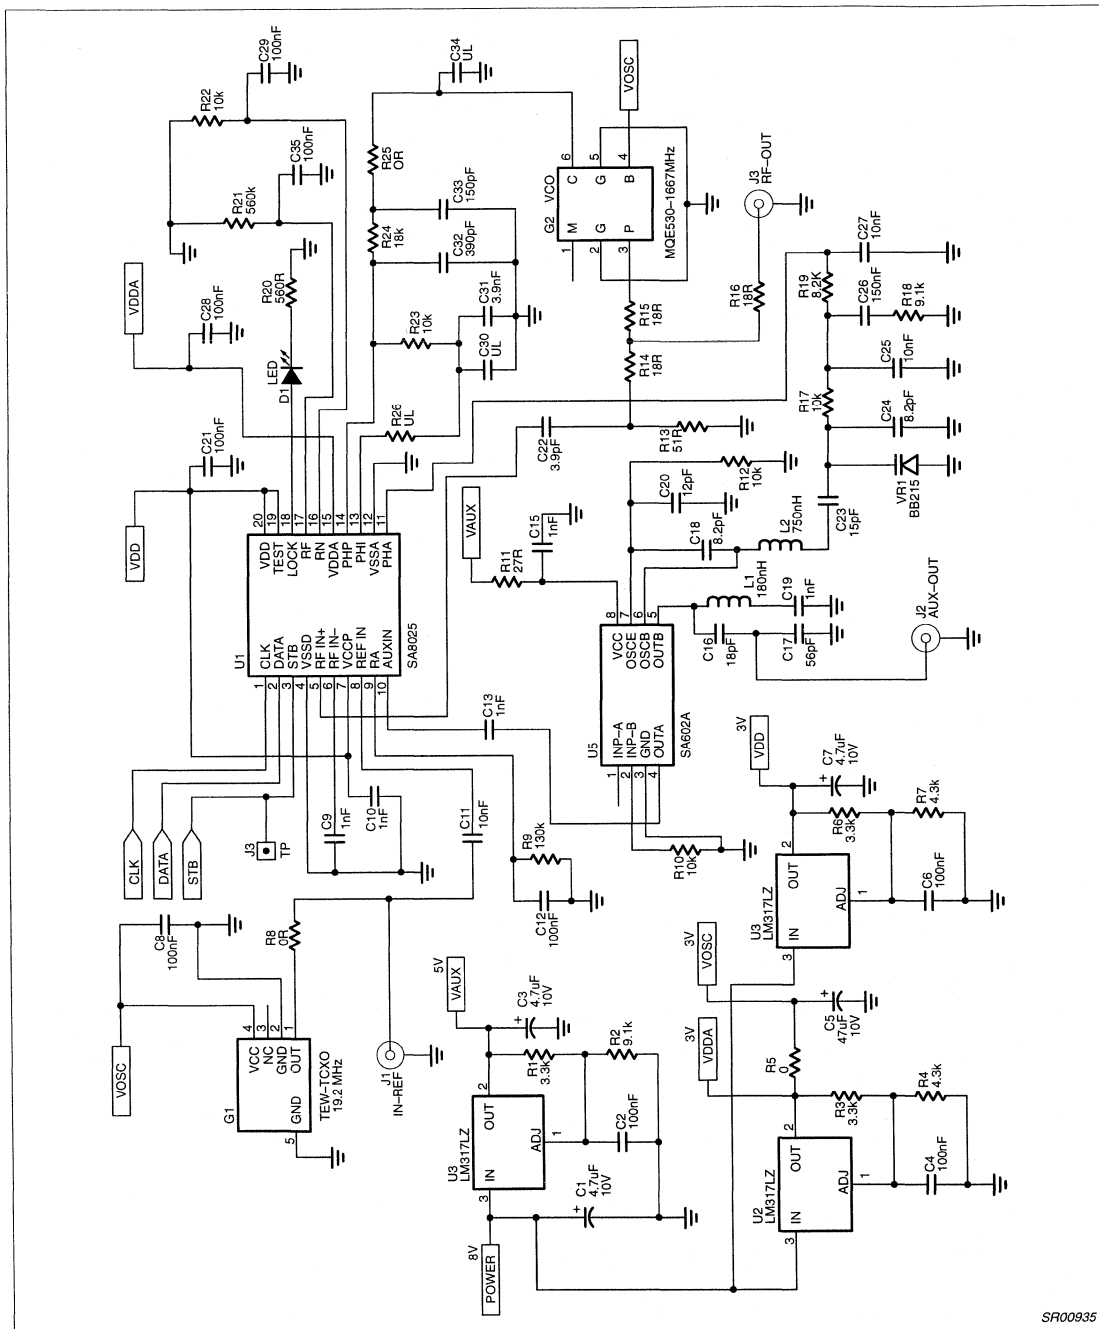 C29
100nF
R22
10k
C35
100nF
R21
560k
R20
560R
VDDA
C28
100nF
LED
D1
C21
100nF
VDD
C34
UL
R25
OR
C33
150pF
R24
18k
C32
390pF
C31
3.9nF
R23
10k
C30
UL
R26
UL
VOSC
VCO
G2
6 5 4
C G B
M G P
1 2 3
MQE530-1667MHz
J3
RF-OUT
R16
18R
R15
18R
R14
18R
C22
3.9pF
R13
51R
R12
10k
C27
10nF
R19
8.2K
C26
150nF
R18
9.1k
C25
10nF
R17
10k
C24
8.2pF
VR1
BB215
C23
15pF
L2
750nH
C20
12pF
C18
8.2pF
L1
180nH
C19
1nF
C16
18pF
C17
56pF
J2
AUX-OUT
VAUX
R11
27R
C15
1nF
U1
20 VDD
19 TEST
18 LOCK
17 RF
16 RN
15 VDDA
14 PHP
13 PHI
12 VSSA
11 PHA
1 CLK
2 DATA
3 STB
4 VSSD
5 RF IN+
6 RF IN-
7 VCCP
8 REF IN
9 RA
10 AUXIN
SA8025
U5
8 VCC
7 OSCE
6 OSCB
5 OUTB
1 INP-A
2 INP-B
3 GND
4 OUTA
SA602A
C13
1nF
CLK
DATA
STB
J3
TP
C9
1nF
C10
1nF
C11
10nF
R9
130k
C12
100nF
R10
10k
C8
100nF
R8
0R
VOSC
G1
4 VCC
3 NC
2 GND
1 OUT
5 GND
TEW-TCXO
19.2 MHz
J1
IN-REF
5V
VAUX
C3
4.7uF
10V
R1
3.3k
R2
9.1k
C2
100nF
U3
LM317LZ
IN
OUT
ADJ
3
2
1
C1
4.7uF
10V
8V
POWER
3V
VDD
C7
4.7uF
10V
R6
3.3k
R7
4.3k
C6
100nF
U3
LM317LZ
IN
OUT
ADJ
3
2
1
3V
VOSC
C5
47uF
10V
R5
0
3V
VDDA
R3
3.3k
R4
4.3k
C4
100nF
U2
LM317LZ
IN
OUT
ADJ
3
2
1
SR00935